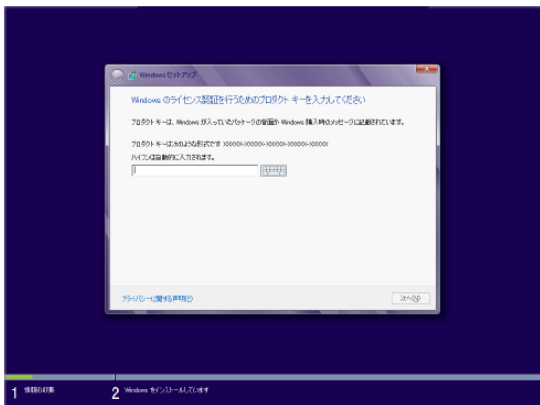 Windows セットアップ
Windows のライセンス認証を行うためのプロダクト キーを入力してください
プロダクト キーは、Windows が入っていたパッケージの背面か Windows 購入時のメッセージに記載されています。
プロダクト キーは次のような形式です XXXXX-XXXXX-XXXXX-XXXXX-XXXXX
ハイフンは自動的に入力されます。
プライバシーに関する声明(P)
次へ(N)
1 情報の収集
2 Windows をインストールしています